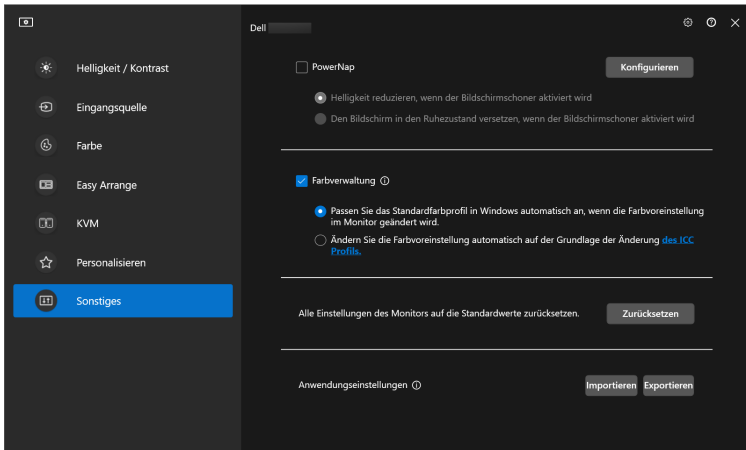 Dell
Helligkeit / Kontrast
Eingangsquelle
Farbe
Easy Arrange
KVM
Personalisieren
Sonstiges
PowerNap
Konfigurieren
Helligkeit reduzieren, wenn der Bildschirmschoner aktiviert wird
Den Bildschirm in den Ruhezustand versetzen, wenn der Bildschirmschoner aktiviert wird
Farbverwaltung
Passen Sie das Standardfarbprofil in Windows automatisch an, wenn die Farbvoreinstellung
im Monitor geändert wird.
Ändern Sie die Farbvoreinstellung automatisch auf der Grundlage der Änderung des ICC
Profils.
Alle Einstellungen des Monitors auf die Standardwerte zurücksetzen.
Zurücksetzen
Anwendungseinstellungen
Importieren
Exportieren